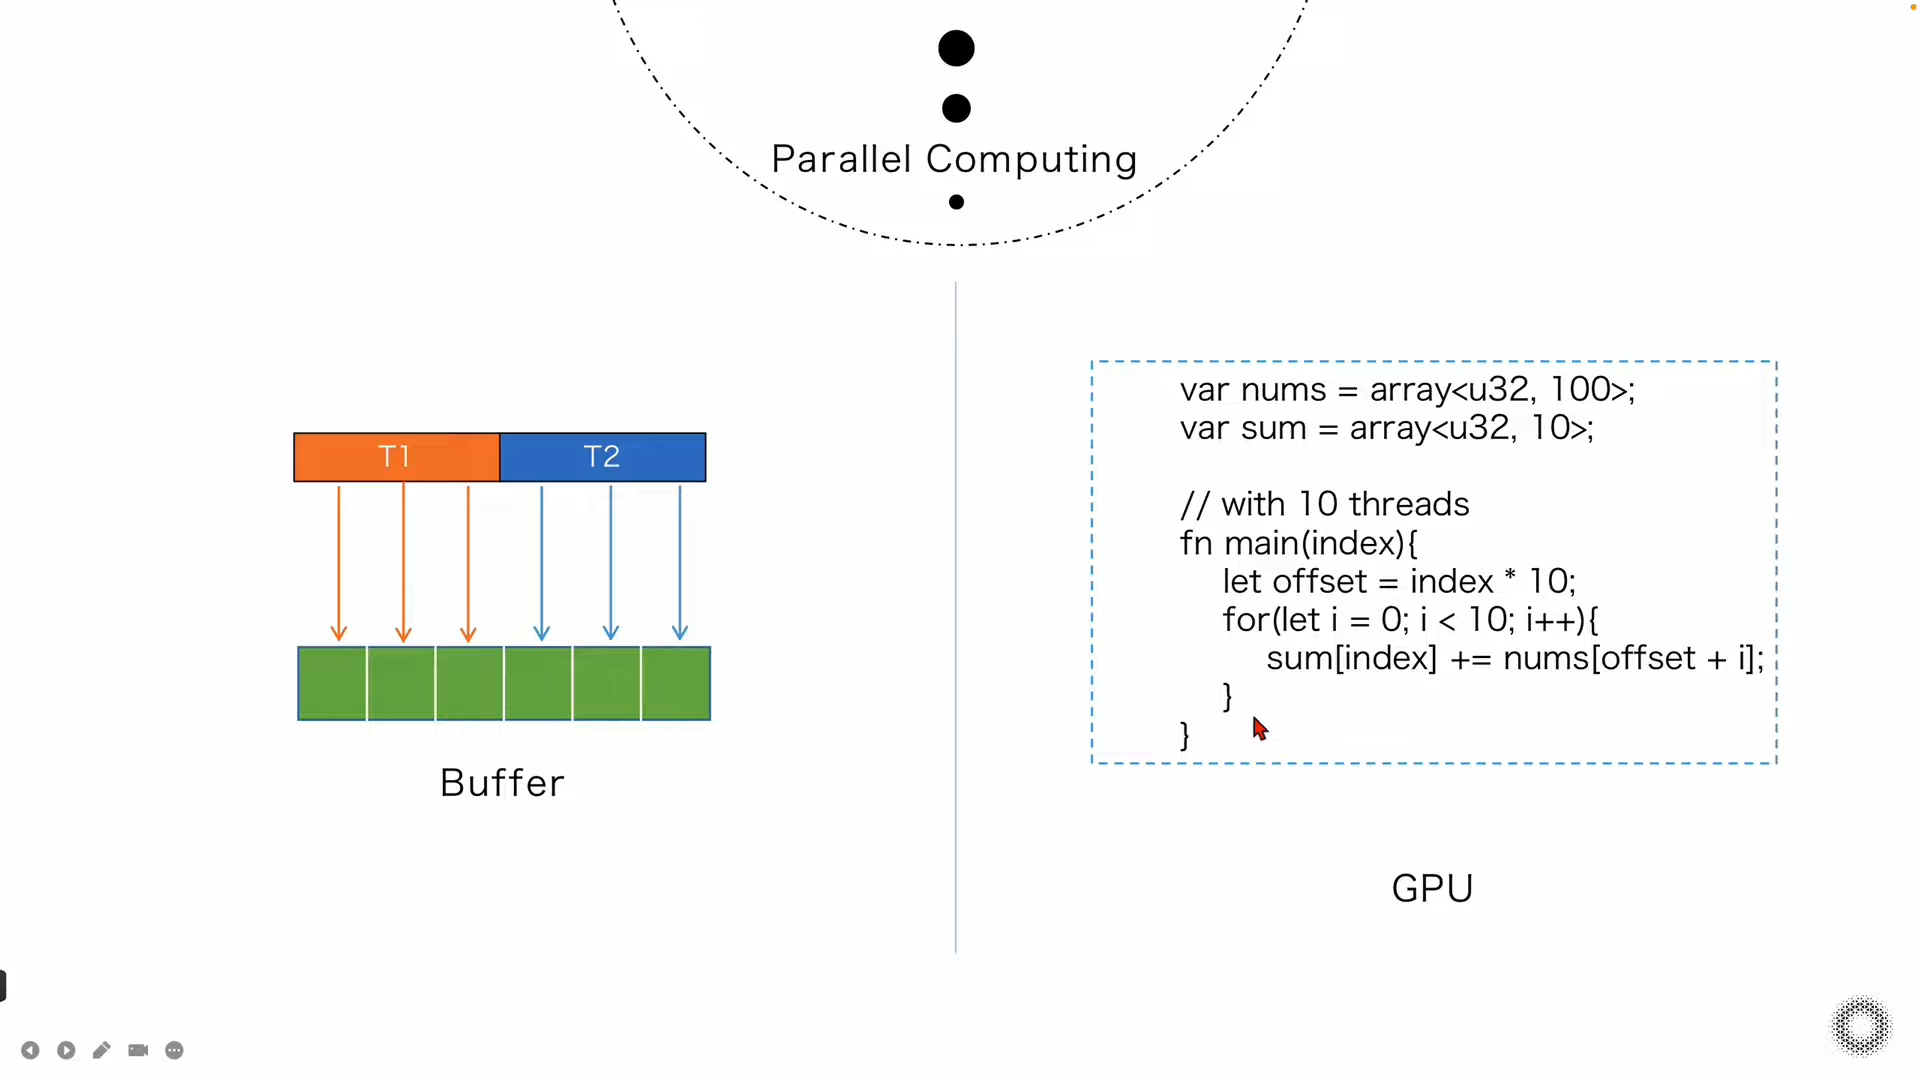 Parallel Computing
T1 T2
Buffer
var nums = array<u32, 100>;
var sum = array<u32, 10>;
// with 10 threads
fn main(index){
let offset = index * 10;
for(let i = 0; i < 10; i++){
sum[index] += nums[offset + i];
}
}
GPU